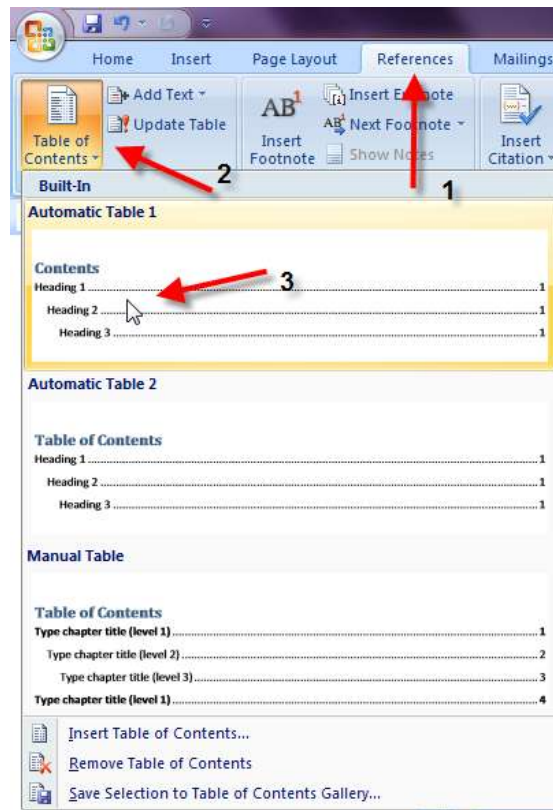 Home Insert Page Layout References Mailings
Add Text
Update Table
Table of Contents
AB1
Insert Footnote
Insert Endnote
AB1 Next Footnote
Show Notes
Insert Citation
1
2
Built-In
Automatic Table 1
Contents
Heading 1 ........ 1
Heading 2 ........ 1
Heading 3 ........ 1
3
Automatic Table 2
Table of Contents
Heading 1 ........ 1
Heading 2 ........ 1
Heading 3 ........ 1
Manual Table
Table of Contents
Type chapter title (level 1) ........ 1
Type chapter title (level 2) ........ 2
Type chapter title (level 3) ........ 3
Type chapter title (level 1) ........ 4
Insert Table of Contents...
Remove Table of Contents
Save Selection to Table of Contents Gallery...